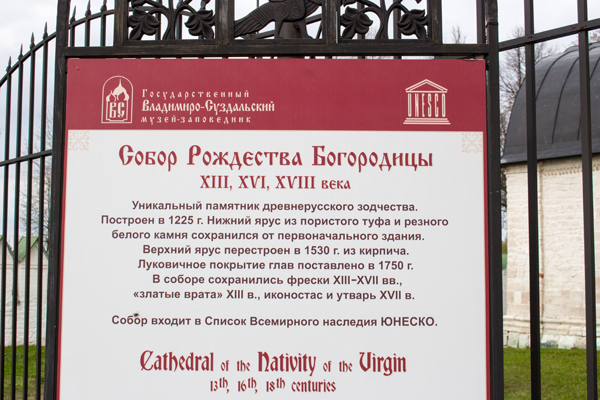 Государственный
Владимиро-Суздальский
музей-заповедник
ВС
UNESCO
Собор Рождества Богородицы
XIII, XVI, XVIII века
Уникальный памятник древнерусского зодчества.
Построен в 1225 г. Нижний ярус из пористого туфа и резного
белого камня сохранился от первоначального здания.
Верхний ярус перестроен в 1530 г. из кирпича.
Луковичное покрытие глав поставлено в 1750 г.
В соборе сохранились фрески XIII–XVII вв.,
«златые врата» XIII в., иконостас и утварь XVII в.
Собор входит в Список Всемирного наследия ЮНЕСКО.
Cathedral of the Nativity of the Virgin
13th, 16th, 18th centuries